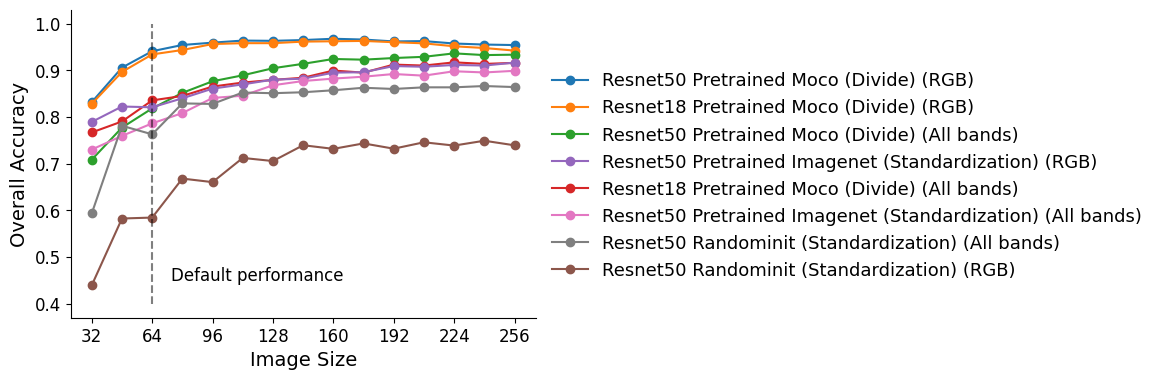 1.0
0.9
0.8
0.7
0.6
0.5
0.4
Overall Accuracy
Default performance
32 64 96 128 160 192 224 256
Image Size
Resnet50 Pretrained Moco (Divide) (RGB)
Resnet18 Pretrained Moco (Divide) (RGB)
Resnet50 Pretrained Moco (Divide) (All bands)
Resnet50 Pretrained Imagenet (Standardization) (RGB)
Resnet18 Pretrained Moco (Divide) (All bands)
Resnet50 Pretrained Imagenet (Standardization) (All bands)
Resnet50 Randominit (Standardization) (All bands)
Resnet50 Randominit (Standardization) (RGB)